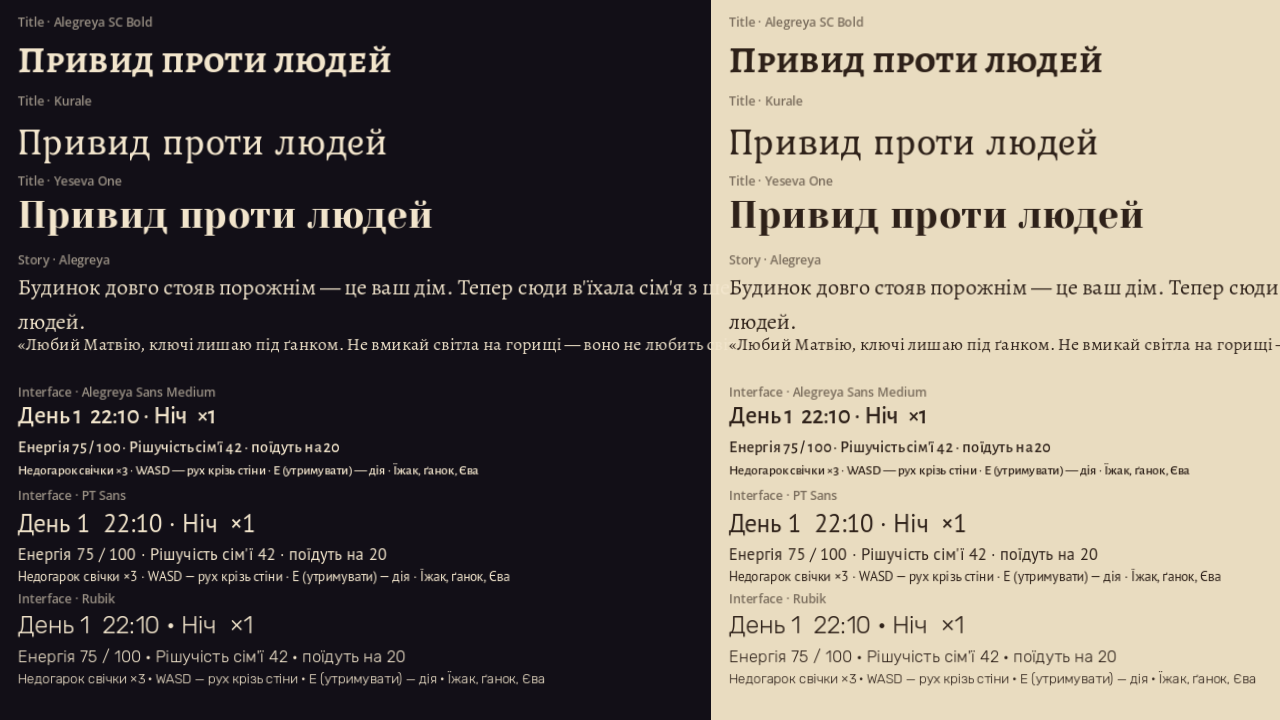 Title · Alegreya SC Bold
Привид проти людей
Title · Kurale
Привид проти людей
Title · Yeseva One
Привид проти людей
Story · Alegreya
Будинок довго стояв порожнім — це ваш дім. Тепер сюди в'їхала сім'я з
людей.
«Любий Матвію, ключі лишаю під ґанком. Не вмикай світла на горищі — воно не любить
Interface · Alegreya Sans Medium
День 1 22:10 · Ніч ×1
Енергія 75 / 100 · Рішучість сім'ї 42 · поїдуть на 20
Недогарок свічки ×3 · WASD — рух крізь стіни · E (утримувати) — дія · Їжак, ґанок, Єва
Interface · PT Sans
День 1 22:10 · Ніч ×1
Енергія 75 / 100 · Рішучість сім'ї 42 · поїдуть на 20
Недогарок свічки ×3 · WASD — рух крізь стіни · E (утримувати) — дія · Їжак, ґанок, Єва
Interface · Rubik
День 1 22:10 • Ніч ×1
Енергія 75 / 100 • Рішучість сім'ї 42 • поїдуть на 20
Недогарок свічки ×3 • WASD — рух крізь стіни • E (утримувати) — дія • Їжак, ґанок, Єва
Title · Alegreya SC Bold
Привид проти людей
Title · Kurale
Привид проти людей
Title · Yeseva One
Привид проти людей
Story · Alegreya
Будинок довго стояв порожнім — це ваш дім. Тепер сюди
людей.
«Любий Матвію, ключі лишаю під ґанком. Не вмикай світла на горищі –
Interface · Alegreya Sans Medium
День 1 22:10 · Ніч ×1
Енергія 75 / 100 · Рішучість сім'ї 42 · поїдуть на 20
Недогарок свічки ×3 · WASD — рух крізь стіни · E (утримувати) — дія · Їжак, ґанок, Єва
Interface · PT Sans
День 1 22:10 · Ніч ×1
Енергія 75 / 100 · Рішучість сім'ї 42 · поїдуть на 20
Недогарок свічки ×3 · WASD — рух крізь стіни · E (утримувати) — дія · Їжак, ґанок, Єва
Interface · Rubik
День 1 22:10 • Ніч ×1
Енергія 75 / 100 • Рішучість сім'ї 42 • поїдуть на 20
Недогарок свічки ×3 • WASD — рух крізь стіни • E (утримувати) — дія • Їжак, ґанок, Єва